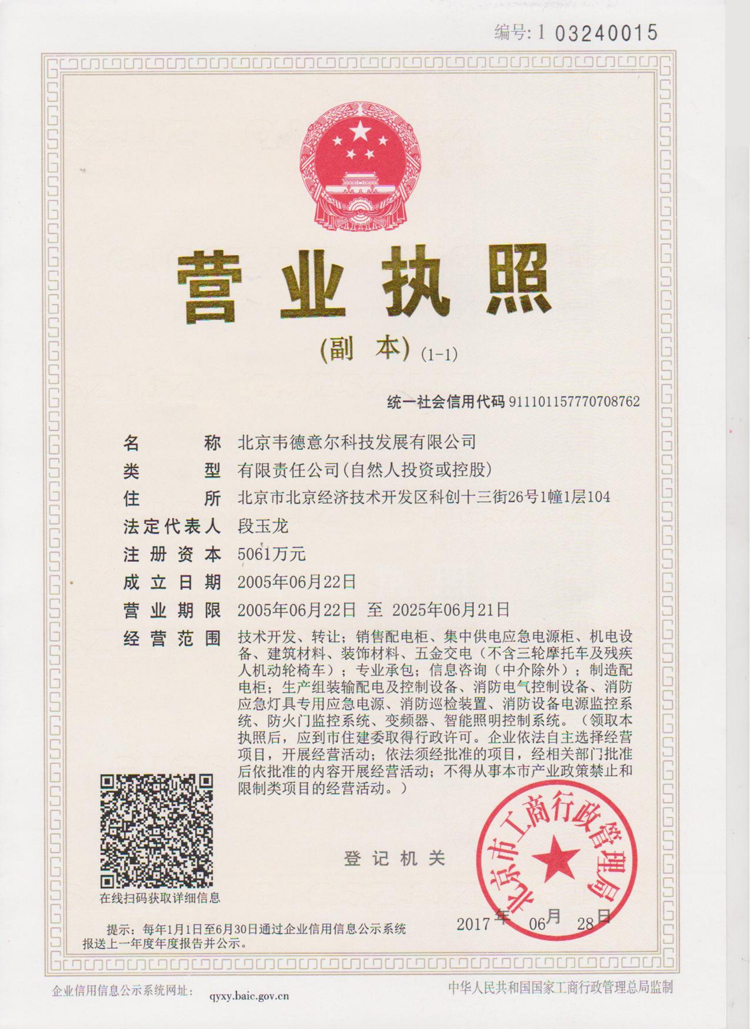 编号: 1 03240015
营业执照
(副 本) (1-1)
统一社会信用代码 911101157770708762
名 称 北京韦德意尔科技发展有限公司
类 型 有限责任公司(自然人投资或控股)
住 所 北京市北京经济技术开发区科创十三街26号1幢1层104
法定代表人 段玉龙
注册资本 5061万元
成立日期 2005年06月22日
营业期限 2005年06月22日 至 2025年06月21日
经营范围 技术开发、转让；销售配电柜、集中供电应急电源柜、机电设
备、建筑材料、装饰材料、五金交电（不含三轮摩托车及残疾
人机动轮椅车）；专业承包；信息咨询（中介除外）；制造配
电柜；生产组装输配电及控制设备、消防电气控制设备、消防
应急灯具专用应急电源、消防巡检装置、消防设备电源监控系
统、防火门监控系统、变频器、智能照明控制系统。（领取本
执照后，应到市住建委取得行政许可。企业依法自主选择经营
项目，开展经营活动；依法须经批准的项目，经相关部门批准
后依批准的内容开展经营活动；不得从事本市产业政策禁止和
限制类项目的经营活动。）
在线扫码获取详细信息
登记机关
北京市工商行政管理局
2017 年 06 月 28 日
提示：每年1月1日至6月30日通过企业信用信息公示系统
报送上一年度年度报告并公示。
企业信用信息公示系统网址： qyxy.baic.gov.cn
中华人民共和国国家工商行政管理总局监制